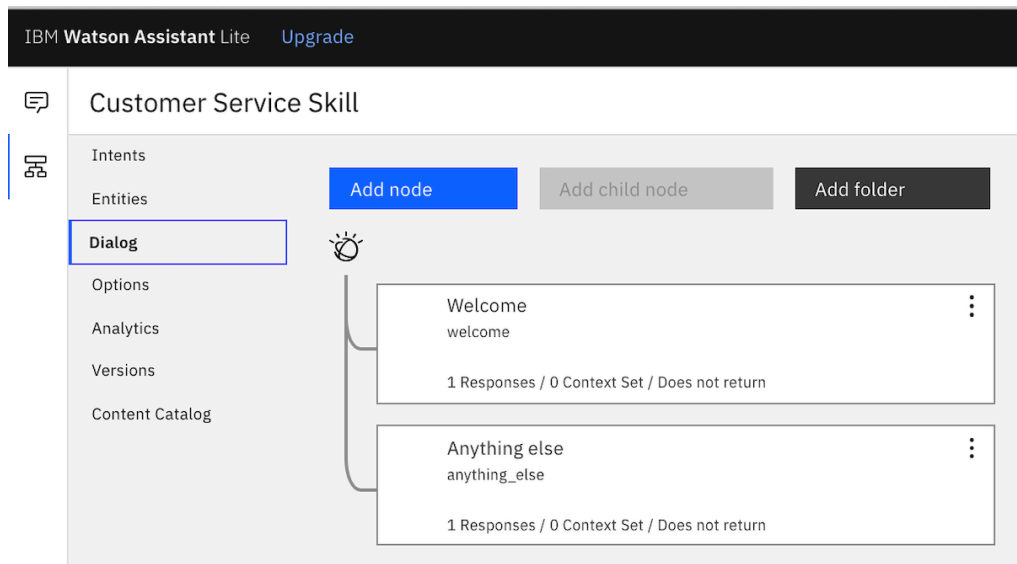 IBM Watson Assistant Lite Upgrade
Customer Service Skill
Intents
Entities
Dialog
Options
Analytics
Versions
Content Catalog
Add node Add child node Add folder
Welcome
welcome
1 Responses / 0 Context Set / Does not return
Anything else
anything_else
1 Responses / 0 Context Set / Does not return